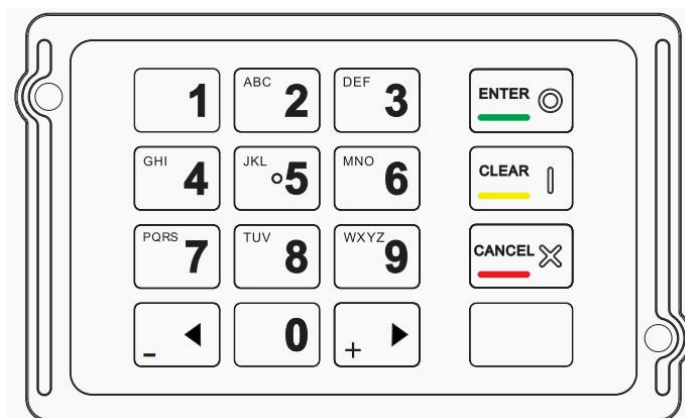 1
ABC 2
DEF 3
ENTER
GHI 4
JKL 5
MNO 6
CLEAR
PQRS 7
TUV 8
WXYZ 9
CANCEL
- ◀
0
+ ▶